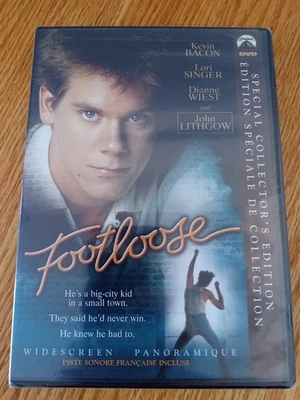 Kevin
BACON
Lori
SINGER
Dianne
WIEST
and
John
LITHGOW
DVD
SPECIAL COLLECTOR'S EDITION
ÉDITION SPÉCIALE DE COLLECTION
Footloose
He's a big-city kid
in a small town.
They said he'd never win.
He knew he had to.
WIDESCREEN PANORAMIQUE
PISTE SONORE FRANÇAISE INCLUSE